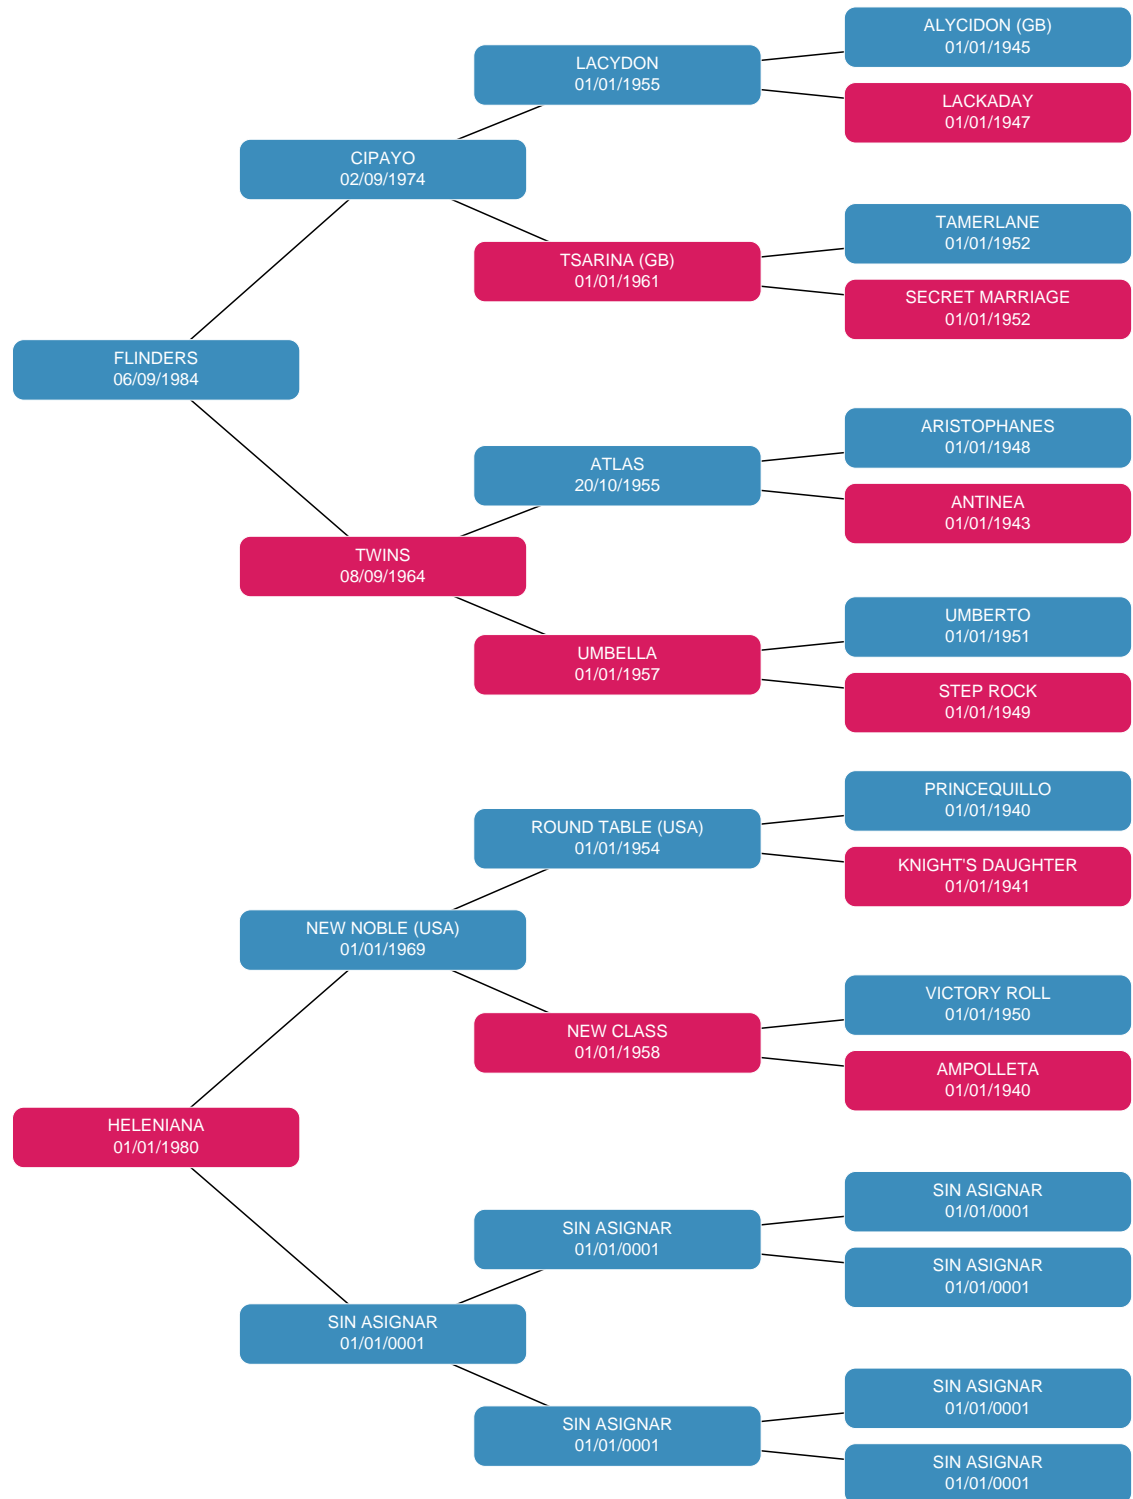 ALYCIDON (GB)
01/01/1945
LACYDON
01/01/1955
LACKADAY
01/01/1947
CIPAYO
02/09/1974
TAMERLANE
01/01/1952
TSARINA (GB)
01/01/1961
SECRET MARRIAGE
01/01/1952
FLINDERS
06/09/1984
ARISTOPHANES
01/01/1948
ATLAS
20/10/1955
ANTINEA
01/01/1943
TWINS
08/09/1964
UMBERTO
01/01/1951
UMBELLA
01/01/1957
STEP ROCK
01/01/1949
PRINCEQUILLO
01/01/1940
ROUND TABLE (USA)
01/01/1954
KNIGHT'S DAUGHTER
01/01/1941
NEW NOBLE (USA)
01/01/1969
VICTORY ROLL
01/01/1950
NEW CLASS
01/01/1958
AMPOLLETA
01/01/1940
HELENIANA
01/01/1980
SIN ASIGNAR
01/01/0001
SIN ASIGNAR
01/01/0001
SIN ASIGNAR
01/01/0001
SIN ASIGNAR
01/01/0001
SIN ASIGNAR
01/01/0001
SIN ASIGNAR
01/01/0001
SIN ASIGNAR
01/01/0001